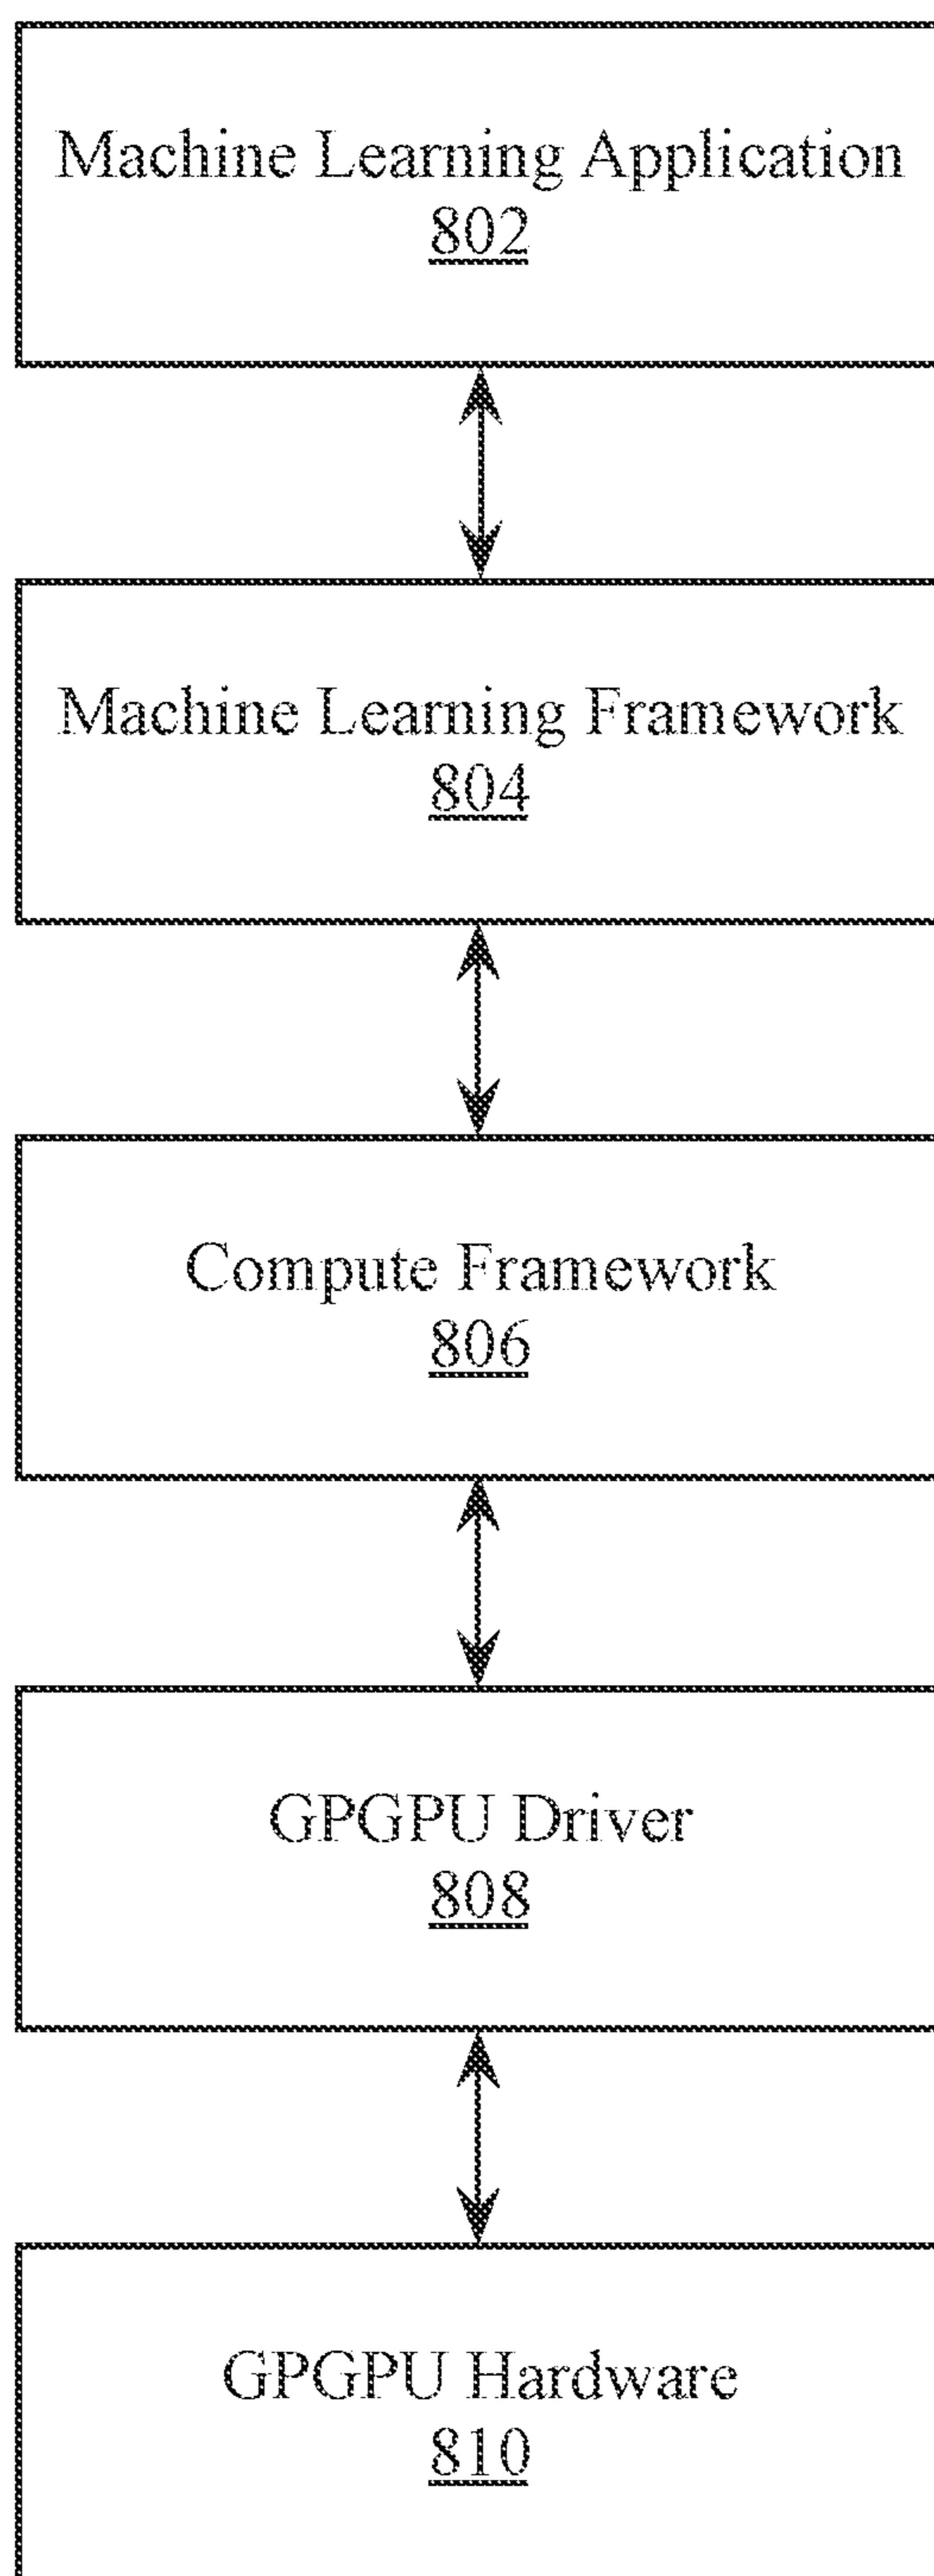 Machine Learning Application
802
Machine Learning Framework
804
Compute Framework
806
GPGPU Driver
808
GPGPU Hardware
810